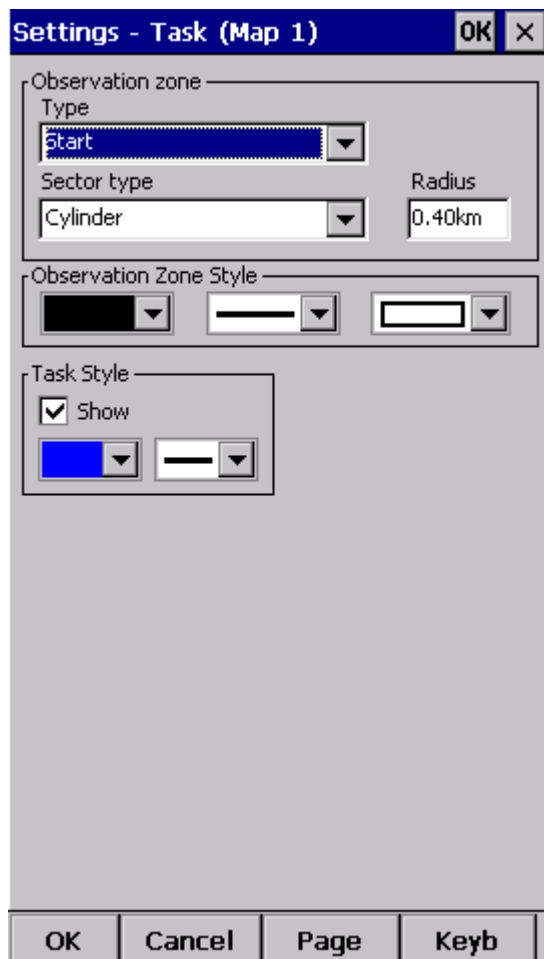 Settings - Task (Map 1) OK
Observation zone
Type
Start
Sector type Radius
Cylinder 0.40km
Observation Zone Style
Task Style
Show
OK Cancel Page Keyb